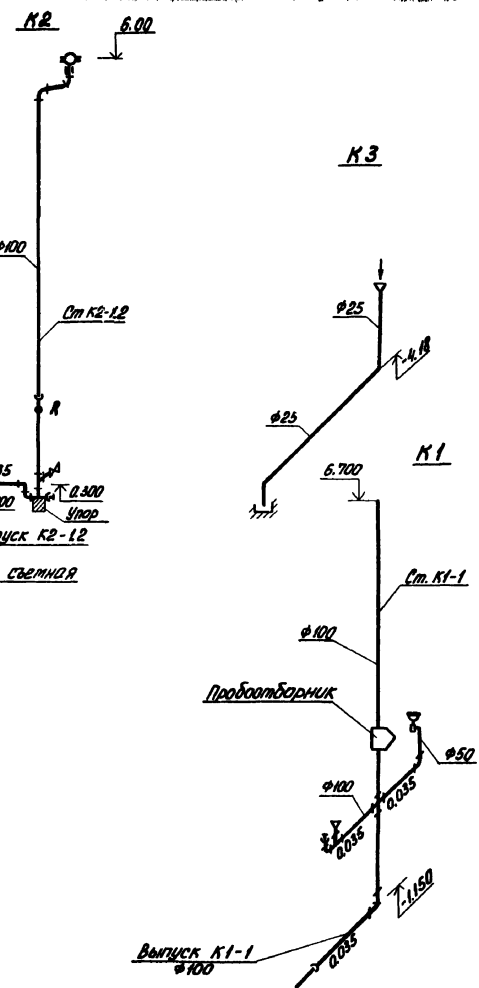 К2
6.00
ф100
Ст К2-1.2
R
0.300
Упор
уск К2-1.2
съемная
К3
ф25
-4.18
ф25
К1
6.700
Ст. К1-1
ф100
Пробоотборник
ф50
ф100
0.035
0.035
-1.150
Выпуск К1-1
ф100
0.035